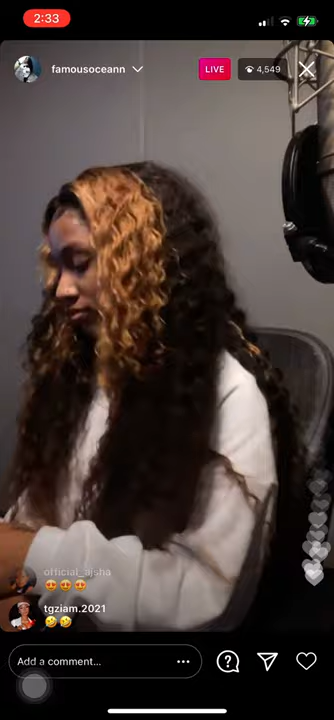 2:33
famousoceann
LIVE
4,549
official_ajsha
tgziam.2021
Add a comment...